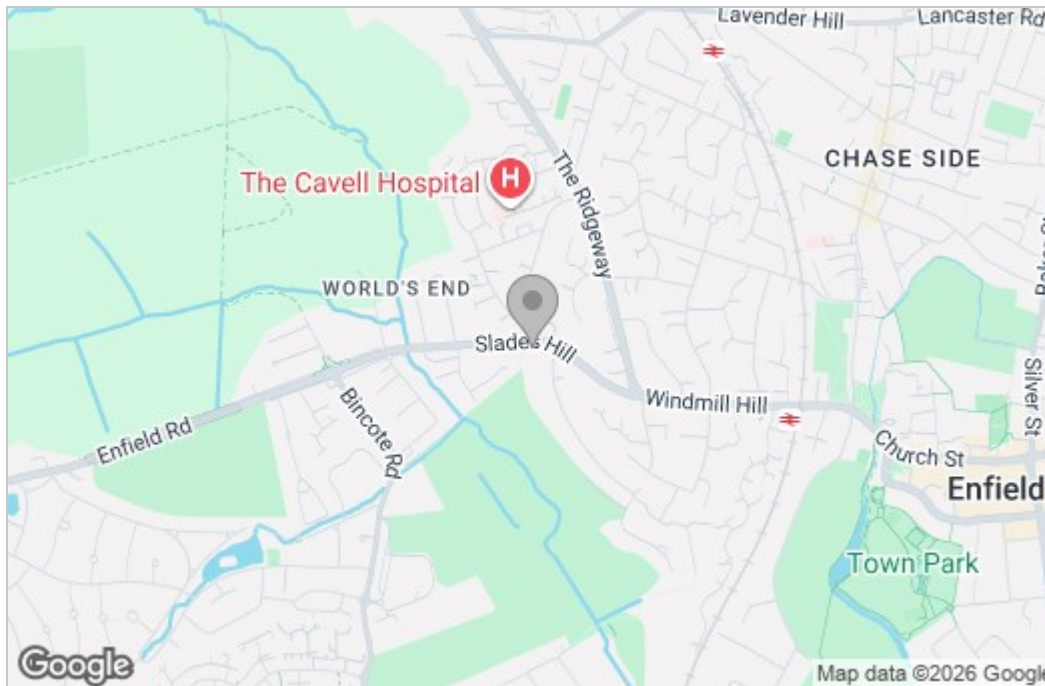 Lavender Hill
Lancaster Rd
CHASE SIDE
The Ridgeway
The Cavell Hospital
H
WORLD'S END
Slades Hill
Silver St
Windmill Hill
Bincote Rd
Enfield Rd
Church St
Enfield
Town Park
Google
Map data ©2026 Google